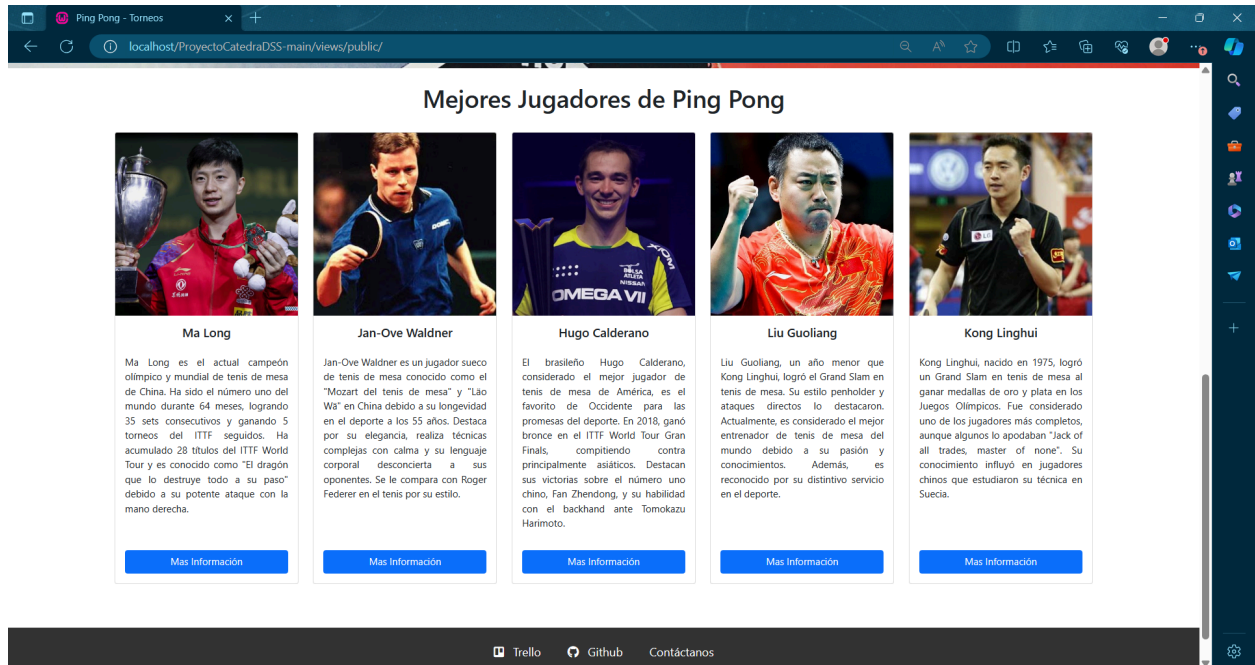 Ping Pong - Torneos
localhost/ProyectoCatedraDSS-main/views/public/
Mejores Jugadores de Ping Pong
BOLSA
ATLETA
NISSAN
XIOM
OMEGA VII
LG
Ma Long
Ma Long es el actual campeón
olímpico y mundial de tenis de mesa
de China. Ha sido el número uno del
mundo durante 64 meses, logrando
35 sets consecutivos y ganando 5
torneos del ITTF seguidos. Ha
acumulado 28 títulos del ITTF World
Tour y es conocido como "El dragón
que lo destruye todo a su paso"
debido a su potente ataque con la
mano derecha.
Mas Información
Jan-Ove Waldner
Jan-Ove Waldner es un jugador sueco
de tenis de mesa conocido como el
"Mozart del tenis de mesa" y "Lǎo
Wǎ" en China debido a su longevidad
en el deporte a los 55 años. Destaca
por su elegancia, realiza técnicas
complejas con calma y su lenguaje
corporal desconcierta a sus
oponentes. Se le compara con Roger
Federer en el tenis por su estilo.
Mas Información
Hugo Calderano
El brasileño Hugo Calderano,
considerado el mejor jugador de
tenis de mesa de América, es el
favorito de Occidente para las
promesas del deporte. En 2018, ganó
bronce en el ITTF World Tour Gran
Finals, compitiendo contra
principalmente asiáticos. Destacan
sus victorias sobre el número uno
chino, Fan Zhendong, y su habilidad
con el backhand ante Tomokazu
Harimoto.
Mas Información
Liu Guoliang
Liu Guoliang, un año menor que
Kong Linghui, logró el Grand Slam en
tenis de mesa. Su estilo penholder y
ataques directos lo destacaron.
Actualmente, es considerado el mejor
entrenador de tenis de mesa del
mundo debido a su pasión y
conocimientos. Además, es
reconocido por su distintivo servicio
en el deporte.
Mas Información
Kong Linghui
Kong Linghui, nacido en 1975, logró
un Grand Slam en tenis de mesa al
ganar medallas de oro y plata en los
Juegos Olímpicos. Fue considerado
uno de los jugadores más completos,
aunque algunos lo apodaban "Jack of
all trades, master of none". Su
conocimiento influyó en jugadores
chinos que estudiaron su técnica en
Suecia.
Mas Información
Trello Github Contáctanos